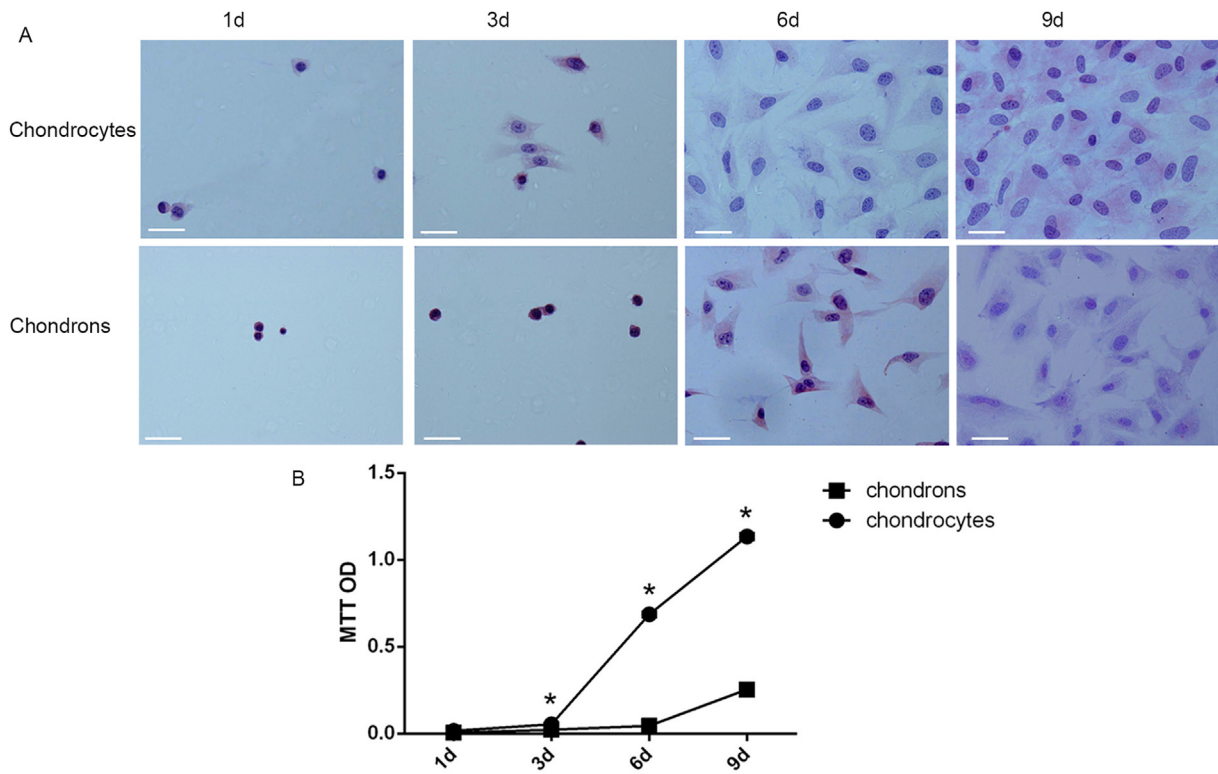 1d 3d 6d 9d
A
Chondrocytes
Chondrons
B
1.5
1.0
0.5
0.0
MTT OD
*
*
*
1d 3d 6d 9d
chondrons
chondrocytes